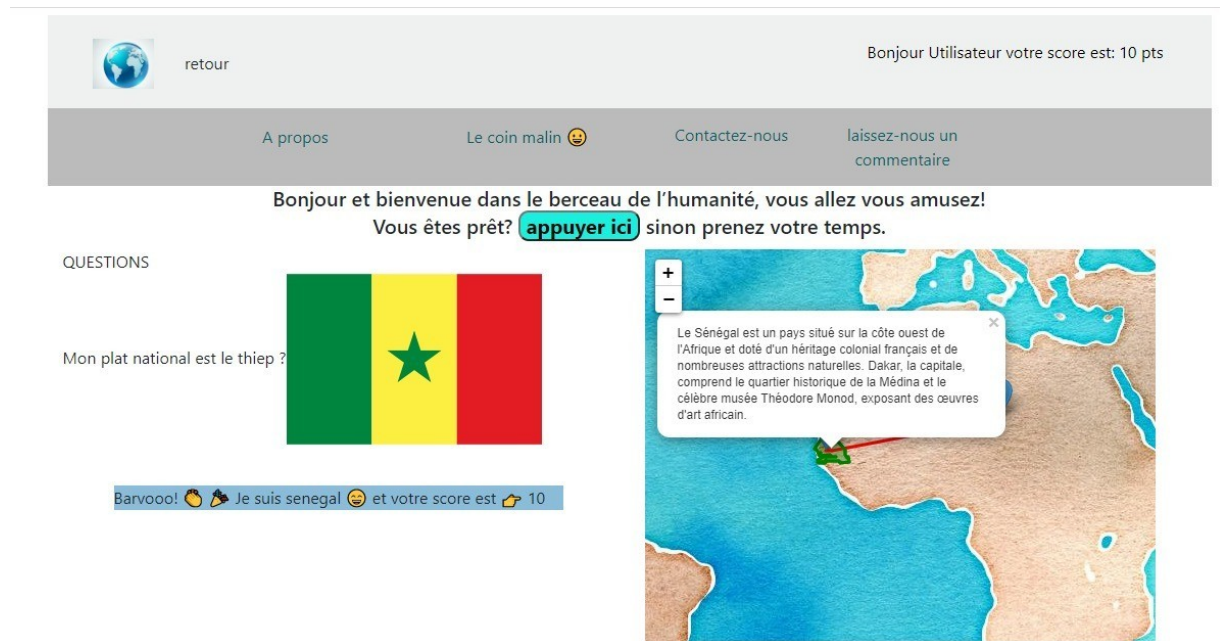 retour
Bonjour Utilisateur votre score est: 10 pts
A propos
Le coin malin 😀
Contactez-nous
laissez-nous un
commentaire
Bonjour et bienvenue dans le berceau de l'humanité, vous allez vous amusez!
Vous êtes prêt? appuyer ici sinon prenez votre temps.
QUESTIONS
Mon plat national est le thiep ?
Barvooo! 👏 🎉 Je suis senegal 😄 et votre score est 👉 10
+
−
×
Le Sénégal est un pays situé sur la côte ouest de
l'Afrique et doté d'un héritage colonial français et de
nombreuses attractions naturelles. Dakar, la capitale,
comprend le quartier historique de la Médina et le
célèbre musée Théodore Monod, exposant des œuvres
d'art africain.